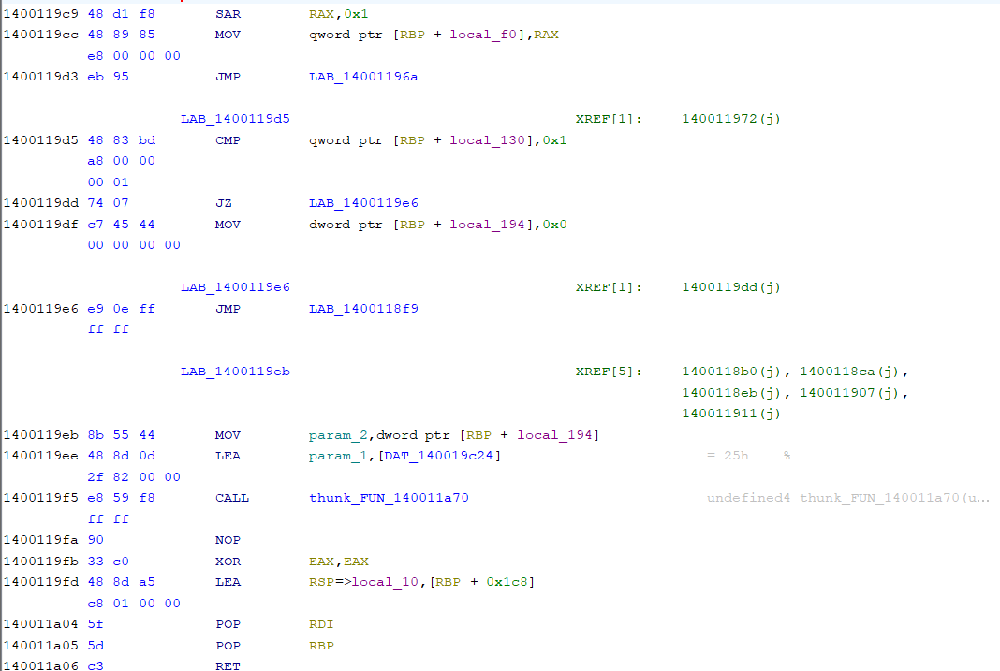 1400119c9 48 d1 f8 SAR RAX,0x1
1400119cc 48 89 85 MOV qword ptr [RBP + local_f0],RAX
e8 00 00 00
1400119d3 eb 95 JMP LAB_14001196a
LAB_1400119d5 XREF[1]: 140011972(j)
1400119d5 48 83 bd CMP qword ptr [RBP + local_130],0x1
a8 00 00
00 01
1400119dd 74 07 JZ LAB_1400119e6
1400119df c7 45 44 MOV dword ptr [RBP + local_194],0x0
00 00 00 00
LAB_1400119e6 XREF[1]: 1400119dd(j)
1400119e6 e9 0e ff JMP LAB_1400118f9
ff ff
LAB_1400119eb XREF[5]: 1400118b0(j), 1400118ca(j),
1400118eb(j), 140011907(j),
140011911(j)
1400119eb 8b 55 44 MOV param_2,dword ptr [RBP + local_194]
1400119ee 48 8d 0d LEA param_1,[DAT_140019c24] = 25h %
2f 82 00 00
1400119f5 e8 59 f8 CALL thunk_FUN_140011a70 undefined4 thunk_FUN_140011a70(u...
ff ff
1400119fa 90 NOP
1400119fb 33 c0 XOR EAX,EAX
1400119fd 48 8d a5 LEA RSP=>local_10,[RBP + 0x1c8]
c8 01 00 00
140011a04 5f POP RDI
140011a05 5d POP RBP
140011a06 c3 RET